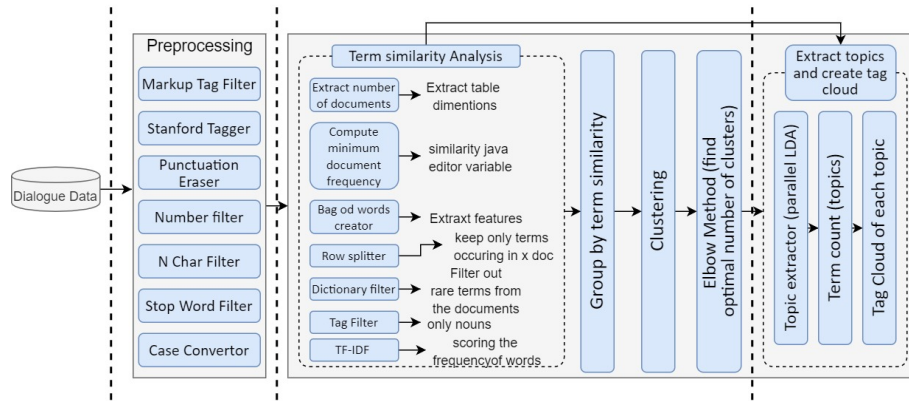 Dialogue Data
Preprocessing
Markup Tag Filter
Stanford Tagger
Punctuation
Eraser
Number filter
N Char Filter
Stop Word Filter
Case Convertor
Term similarity Analysis
Extract number
of documents
Extract table
dimentions
Compute
minimum
document
frequency
similarity java
editor variable
Bag od words
creator
Extraxt features
Row splitter
keep only terms
occuring in x doc
Dictionary filter
Filter out
rare terms from
the documents
Tag Filter
only nouns
TF-IDF
scoring the
frequencyof words
Group by term similarity
Clustering
Elbow Method (find
optimal number of clusters)
Extract topics
and create tag
cloud
Topic extractor (parallel LDA)
Term count (topics)
Tag Cloud of each topic